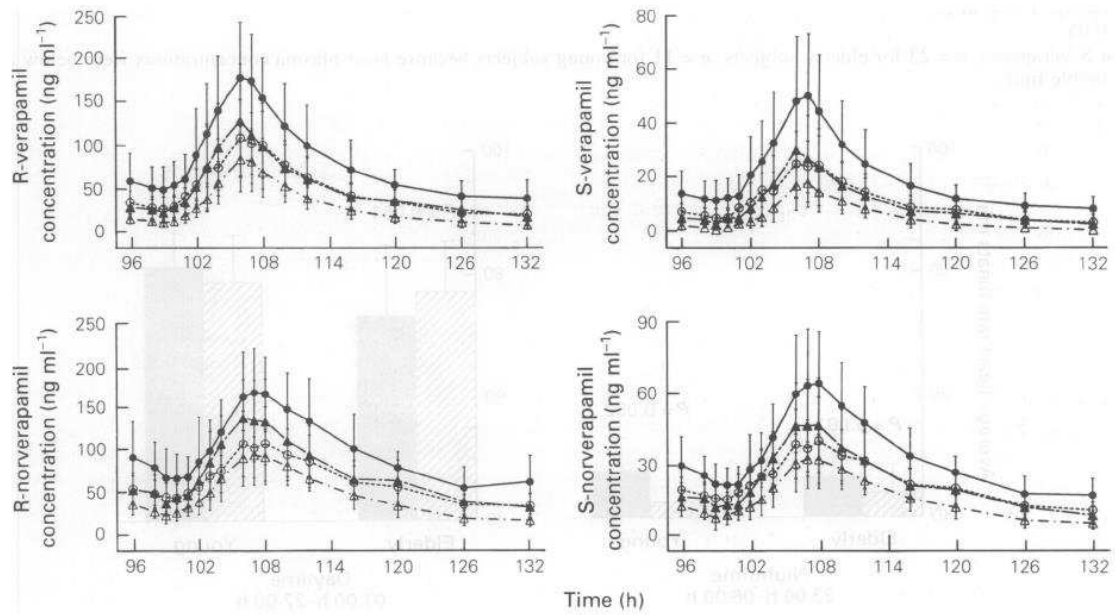 R-verapamil
concentration (ng ml⁻¹)
250
200
150
100
50
0
96 102 108 114 120 126 132
S-verapamil
concentration (ng ml⁻¹)
80
60
40
20
0
96 102 108 114 120 126 132
R-norverapamil
concentration (ng ml⁻¹)
250
200
150
100
50
0
96 102 108 114 120 126 132
S-norverapamil
concentration (ng ml⁻¹)
90
60
30
0
96 102 108 114 120 126 132
Time (h)